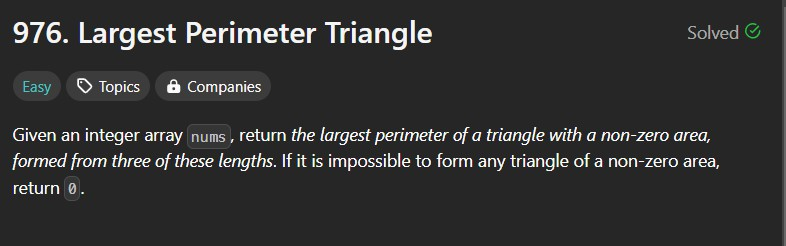 976. Largest Perimeter Triangle
Solved
Easy
Topics
Companies
Given an integer array nums, return the largest perimeter of a triangle with a non-zero area,
formed from three of these lengths. If it is impossible to form any triangle of a non-zero area,
return 0.